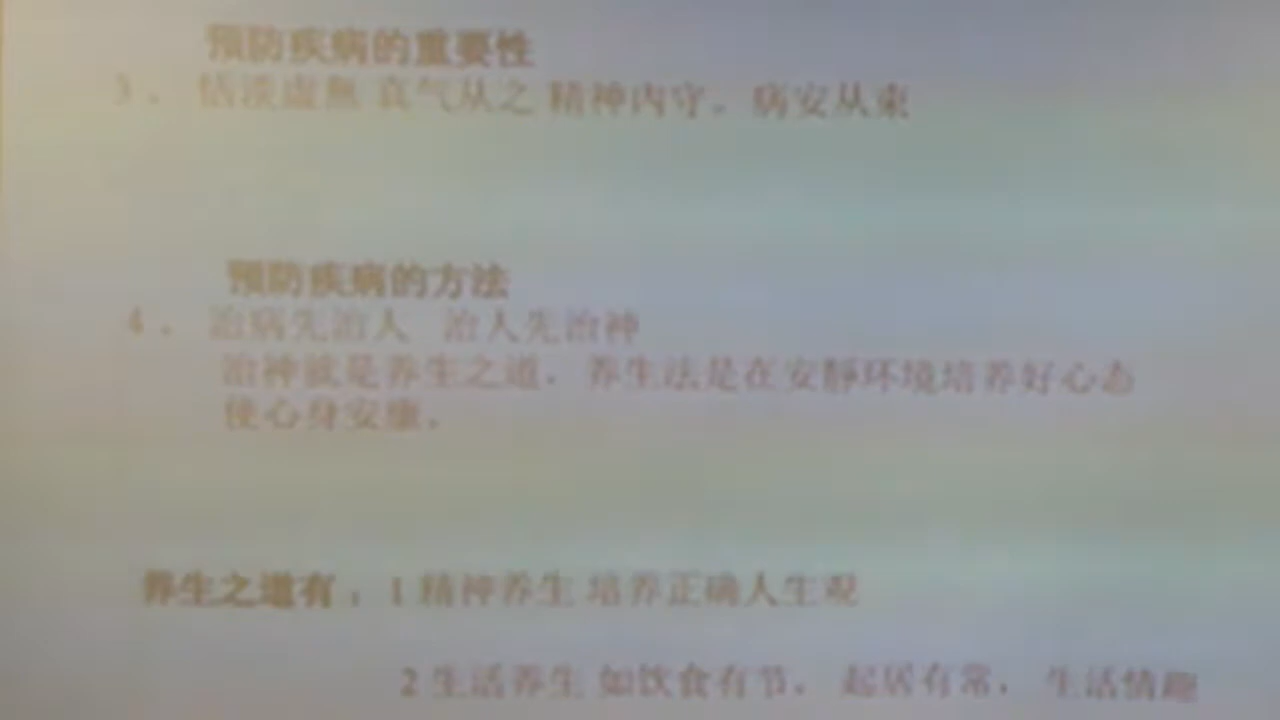 预防疾病的重要性
3． 恬淡虚無 真气从之 精神内守。病安从来
预防疾病的方法
4． 治病先治人 治人先治神
治神就是养生之道．养生法是在安靜环境培养好心态
使心身安康．
养生之道有：1 精神养生 培养正确人生观
2 生活养生 如饮食有节． 起居有常． 生活情趣